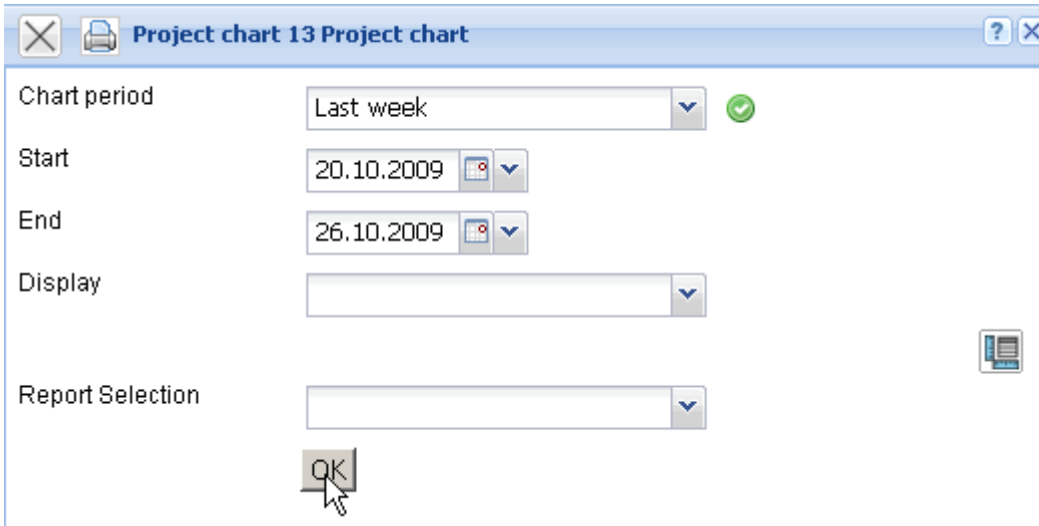 Project chart 13 Project chart ?
Chart period Last week
Start 20.10.2009
End 26.10.2009
Display
Report Selection
OK